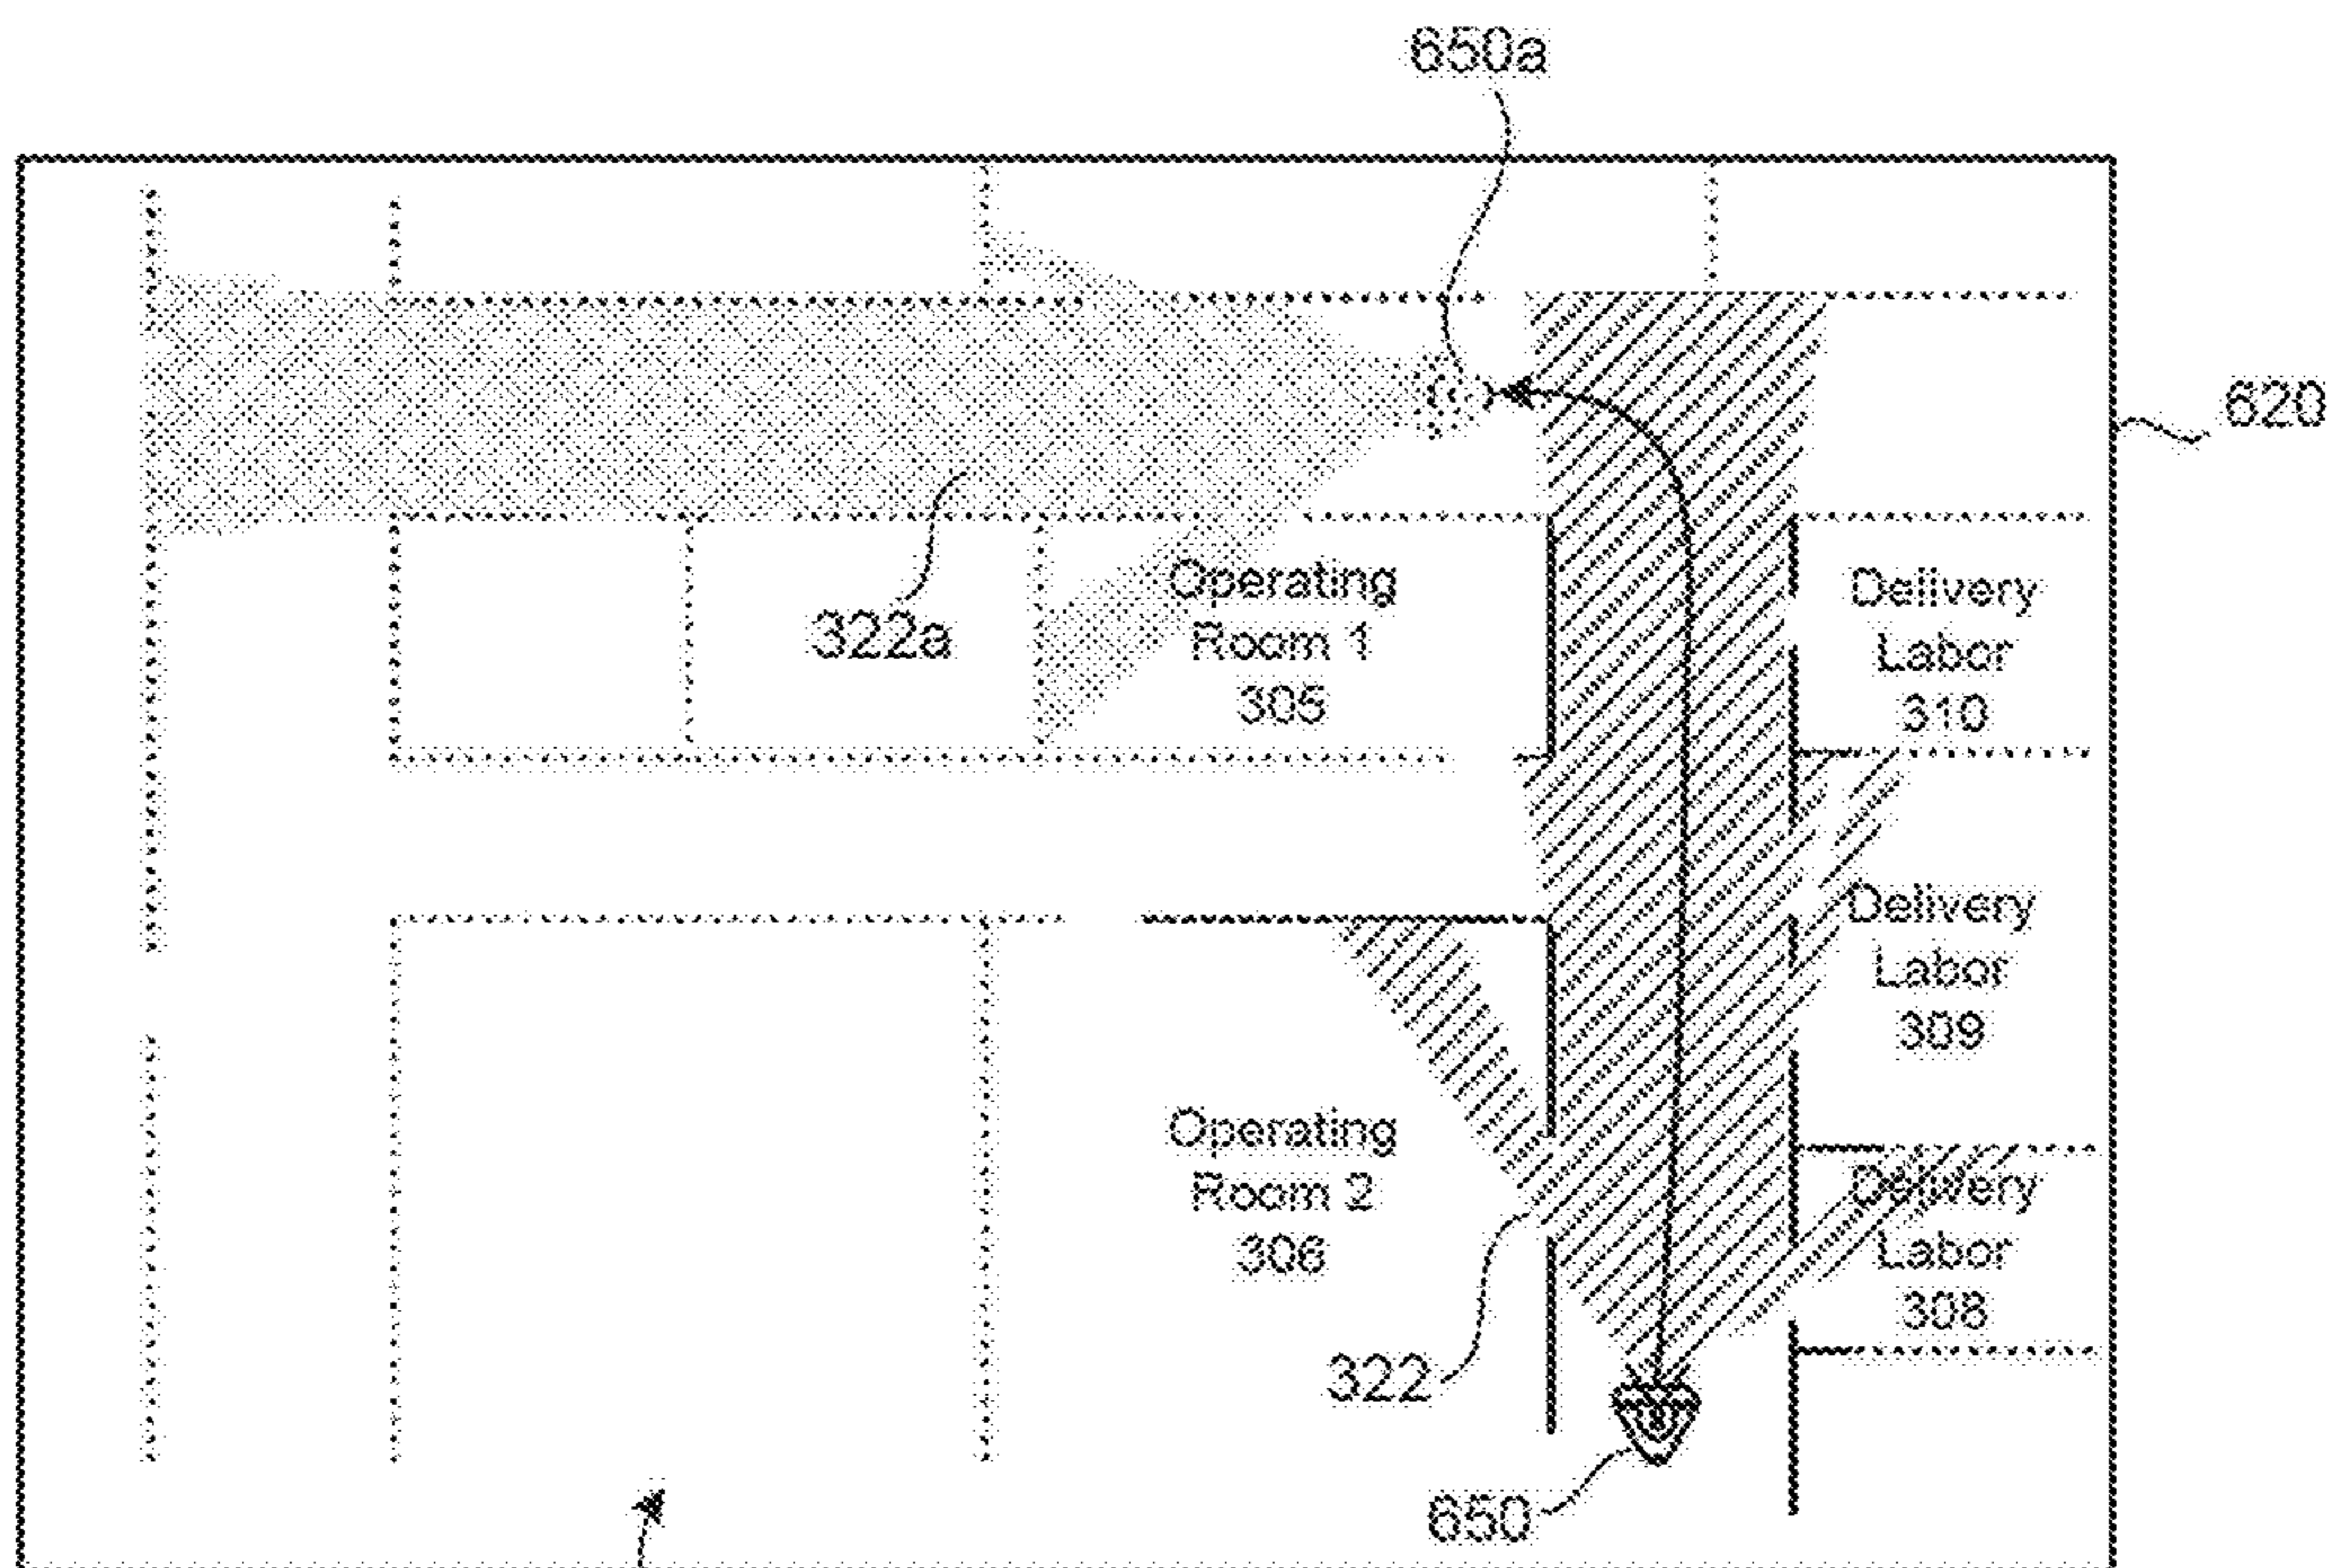 650a
620
Operating
Room 1
305
Delivery
Labor
310
322a
Delivery
Labor
309
Operating
Room 2
306
Delivery
Labor
308
322
650